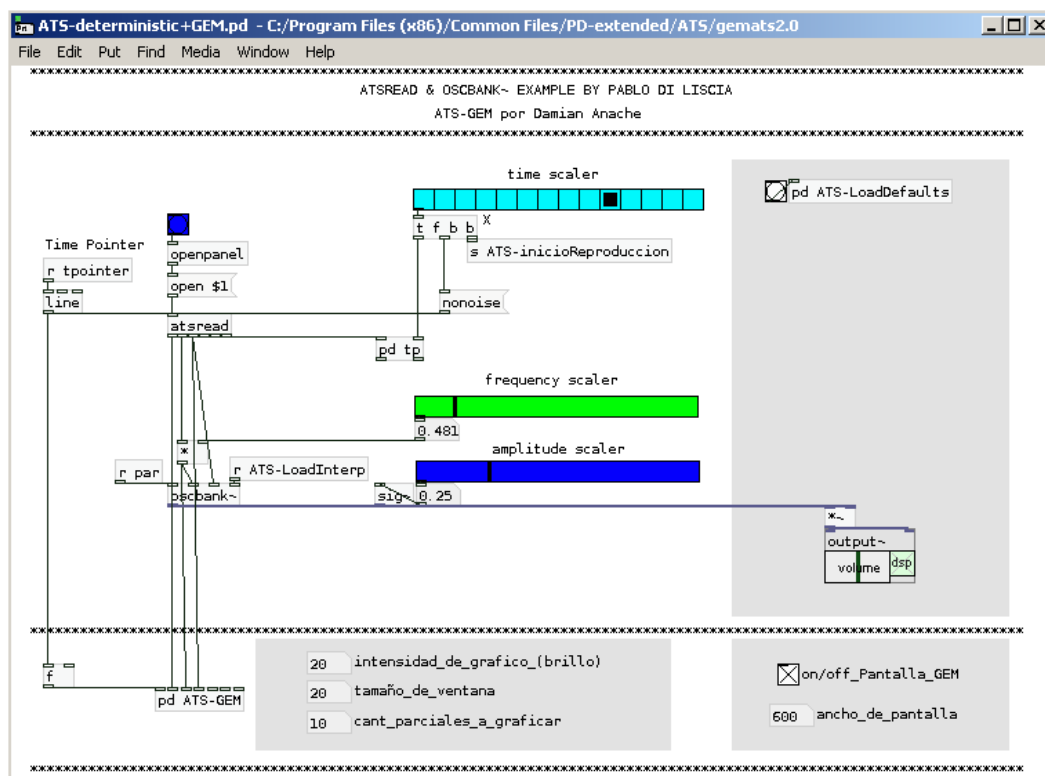 ATS-deterministic+GEM.pd - C:/Program Files (x86)/Common Files/PD-extended/ATS/gemats2.0
File Edit Put Find Media Window Help
ATSREAD & OSCBANK~ EXAMPLE BY PABLO DI LISCIA
ATS-GEM por Damian Anache
time scaler
pd ATS-LoadDefaults
X
t f b b
Time Pointer
openpanel
s ATS-inicioReproduccion
r tpointer
open $1
line
nonoise
atsread
pd tp
frequency scaler
0.481
*
amplitude scaler
r par
r ATS-LoadInterp
oscbank~
sig~
0.25
*~
output~
volume
dsp
20 intensidad_de_grafico_(brillo)
f
on/off_Pantalla_GEM
20 tamaño_de_ventana
pd ATS-GEM
600 ancho_de_pantalla
10 cant_parciales_a_graficar